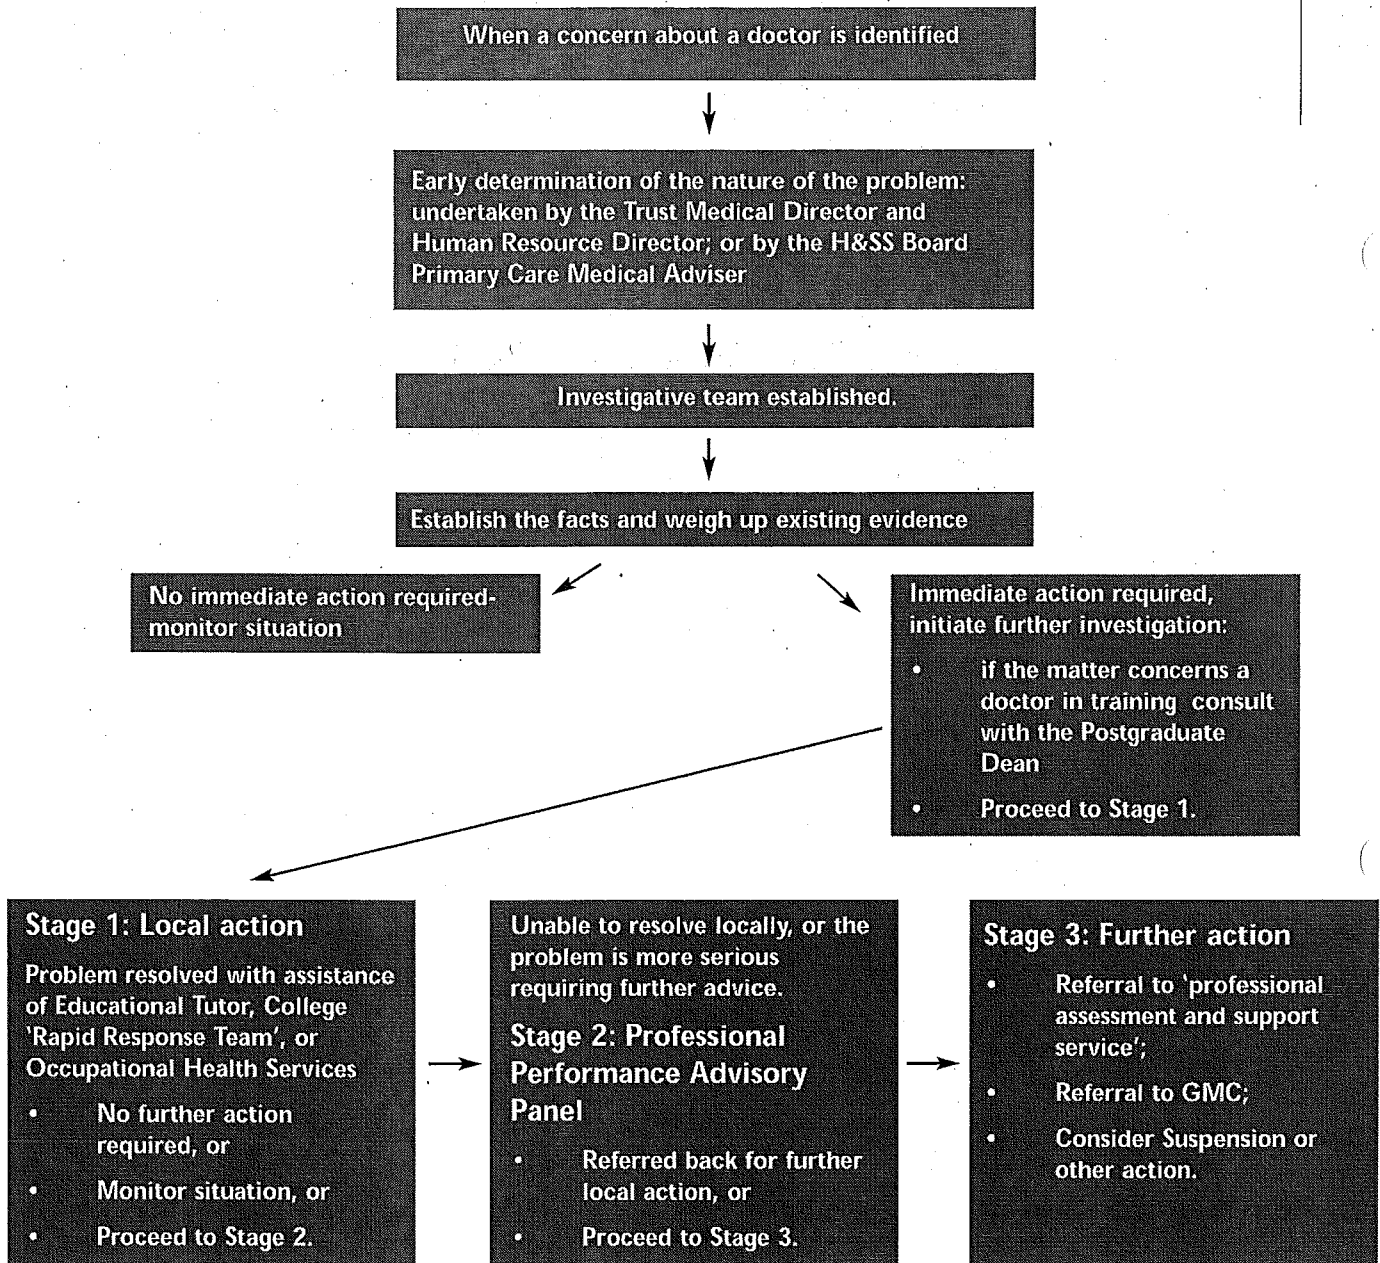 When a concern about a doctor is identified
Early determination of the nature of the problem:
undertaken by the Trust Medical Director and
Human Resource Director; or by the H&SS Board
Primary Care Medical Adviser
Investigative team established.
Establish the facts and weigh up existing evidence
No immediate action required-
monitor situation
Immediate action required,
initiate further investigation:
• if the matter concerns a
doctor in training consult
with the Postgraduate
Dean
• Proceed to Stage 1.
Stage 1: Local action
Problem resolved with assistance
of Educational Tutor, College
'Rapid Response Team', or
Occupational Health Services
• No further action
required, or
• Monitor situation, or
• Proceed to Stage 2.
Unable to resolve locally, or the
problem is more serious
requiring further advice.
Stage 2: Professional
Performance Advisory
Panel
• Referred back for further
local action, or
• Proceed to Stage 3.
Stage 3: Further action
• Referral to 'professional
assessment and support
service';
• Referral to GMC;
• Consider Suspension or
other action.